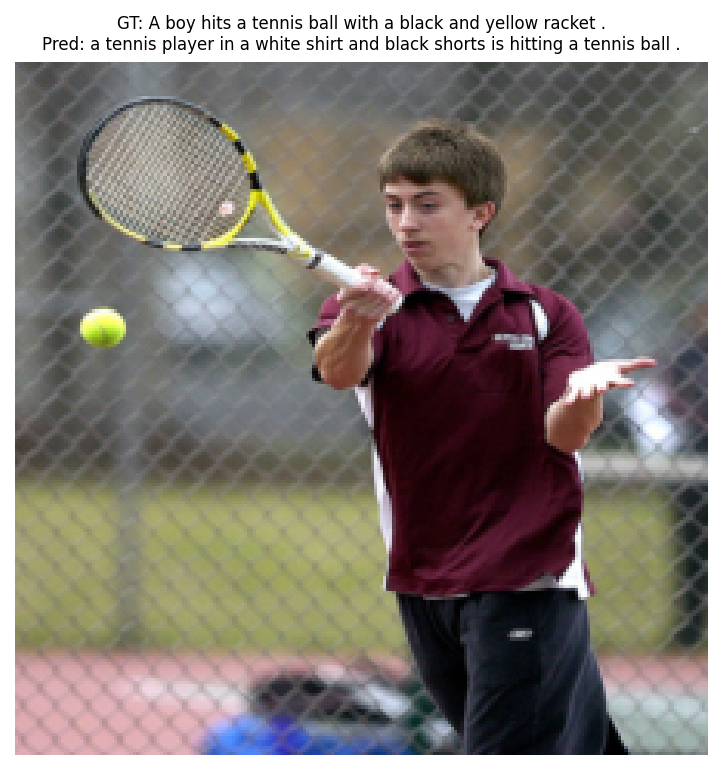 GT: A boy hits a tennis ball with a black and yellow racket .
Pred: a tennis player in a white shirt and black shorts is hitting a tennis ball .